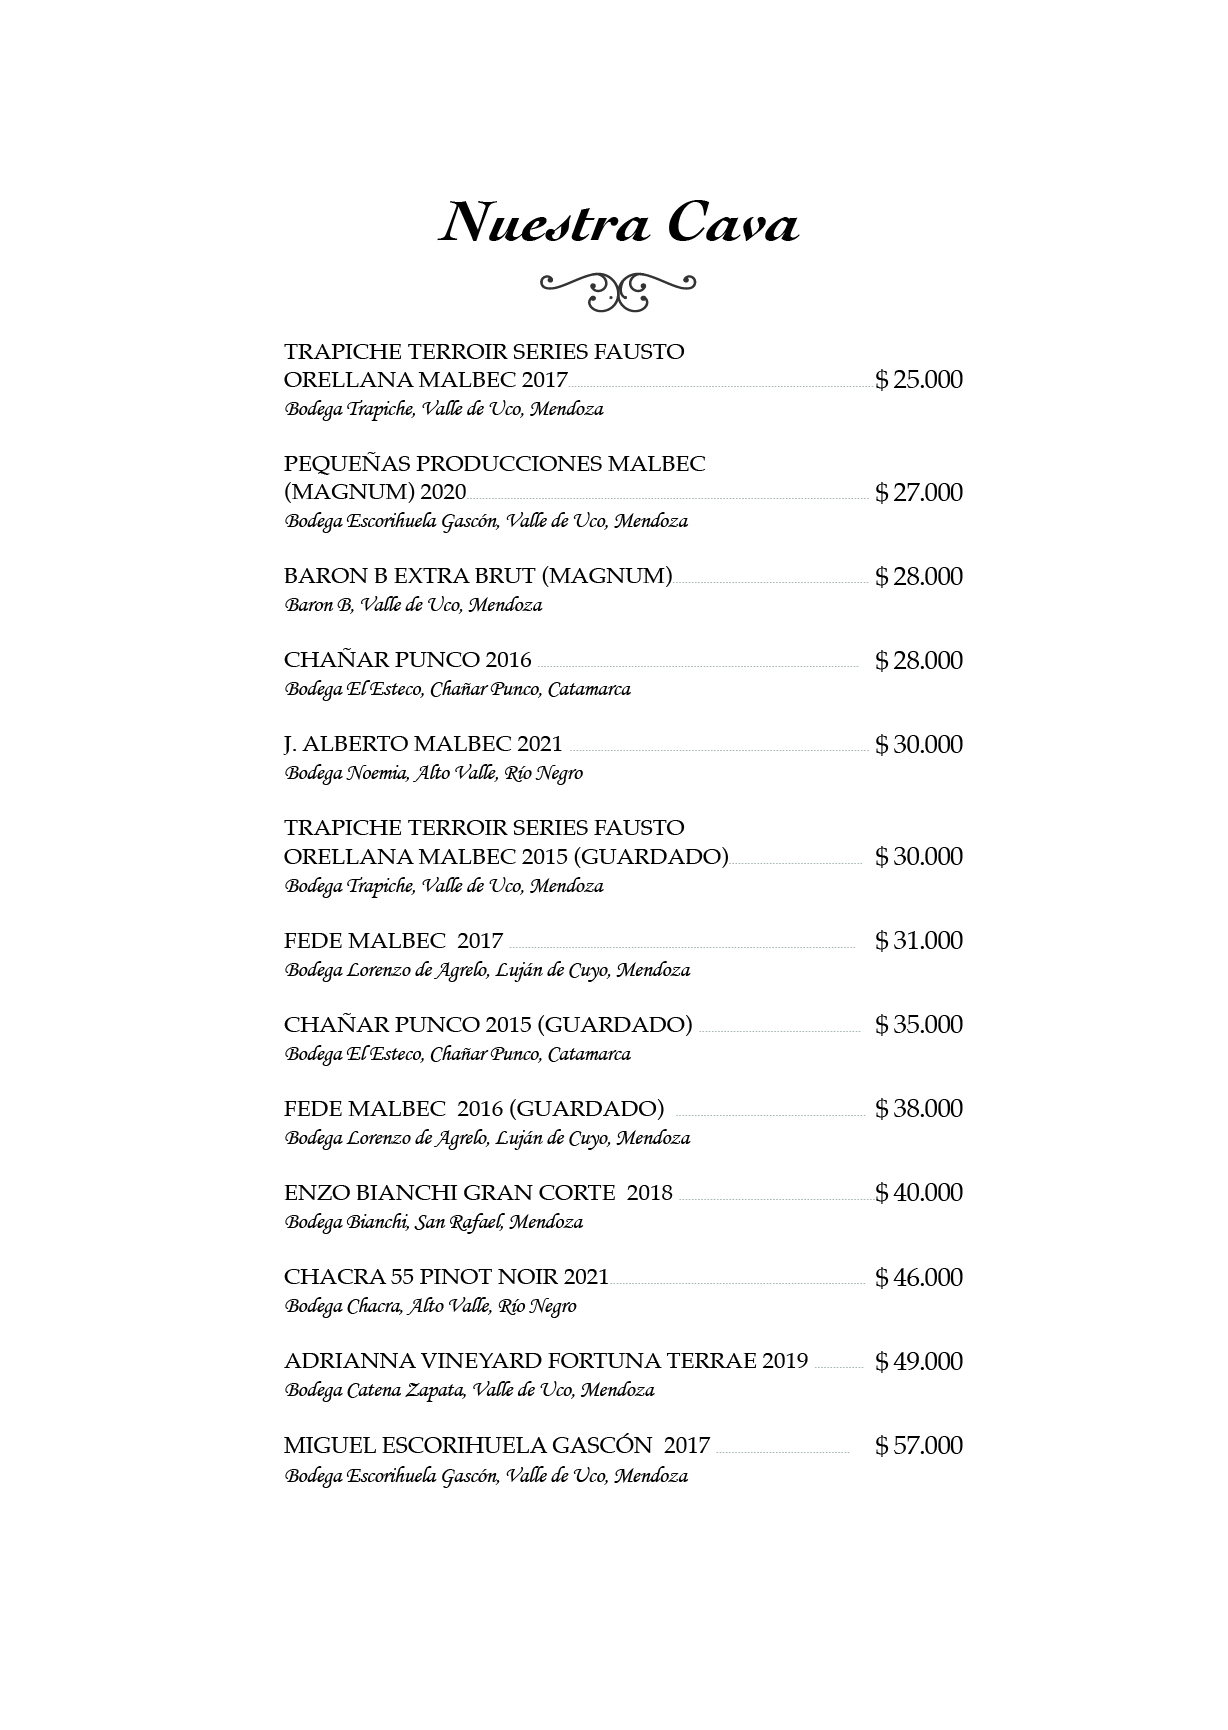 Nuestra Cava
TRAPICHE TERROIR SERIES FAUSTO
ORELLANA MALBEC 2017 $ 25.000
Bodega Trapiche, Valle de Uco, Mendoza
PEQUEÑAS PRODUCCIONES MALBEC
(MAGNUM) 2020 $ 27.000
Bodega Escorihuela Gascón, Valle de Uco, Mendoza
BARON B EXTRA BRUT (MAGNUM) $ 28.000
Baron B, Valle de Uco, Mendoza
CHAÑAR PUNCO 2016 $ 28.000
Bodega El Esteco, Chañar Punco, Catamarca
J. ALBERTO MALBEC 2021 $ 30.000
Bodega Noemia, Alto Valle, Río Negro
TRAPICHE TERROIR SERIES FAUSTO
ORELLANA MALBEC 2015 (GUARDADO) $ 30.000
Bodega Trapiche, Valle de Uco, Mendoza
FEDE MALBEC 2017 $ 31.000
Bodega Lorenzo de Agrelo, Luján de Cuyo, Mendoza
CHAÑAR PUNCO 2015 (GUARDADO) $ 35.000
Bodega El Esteco, Chañar Punco, Catamarca
FEDE MALBEC 2016 (GUARDADO) $ 38.000
Bodega Lorenzo de Agrelo, Luján de Cuyo, Mendoza
ENZO BIANCHI GRAN CORTE 2018 $ 40.000
Bodega Bianchi, San Rafael, Mendoza
CHACRA 55 PINOT NOIR 2021 $ 46.000
Bodega Chacra, Alto Valle, Río Negro
ADRIANNA VINEYARD FORTUNA TERRAE 2019 $ 49.000
Bodega Catena Zapata, Valle de Uco, Mendoza
MIGUEL ESCORIHUELA GASCÓN 2017 $ 57.000
Bodega Escorihuela Gascón, Valle de Uco, Mendoza